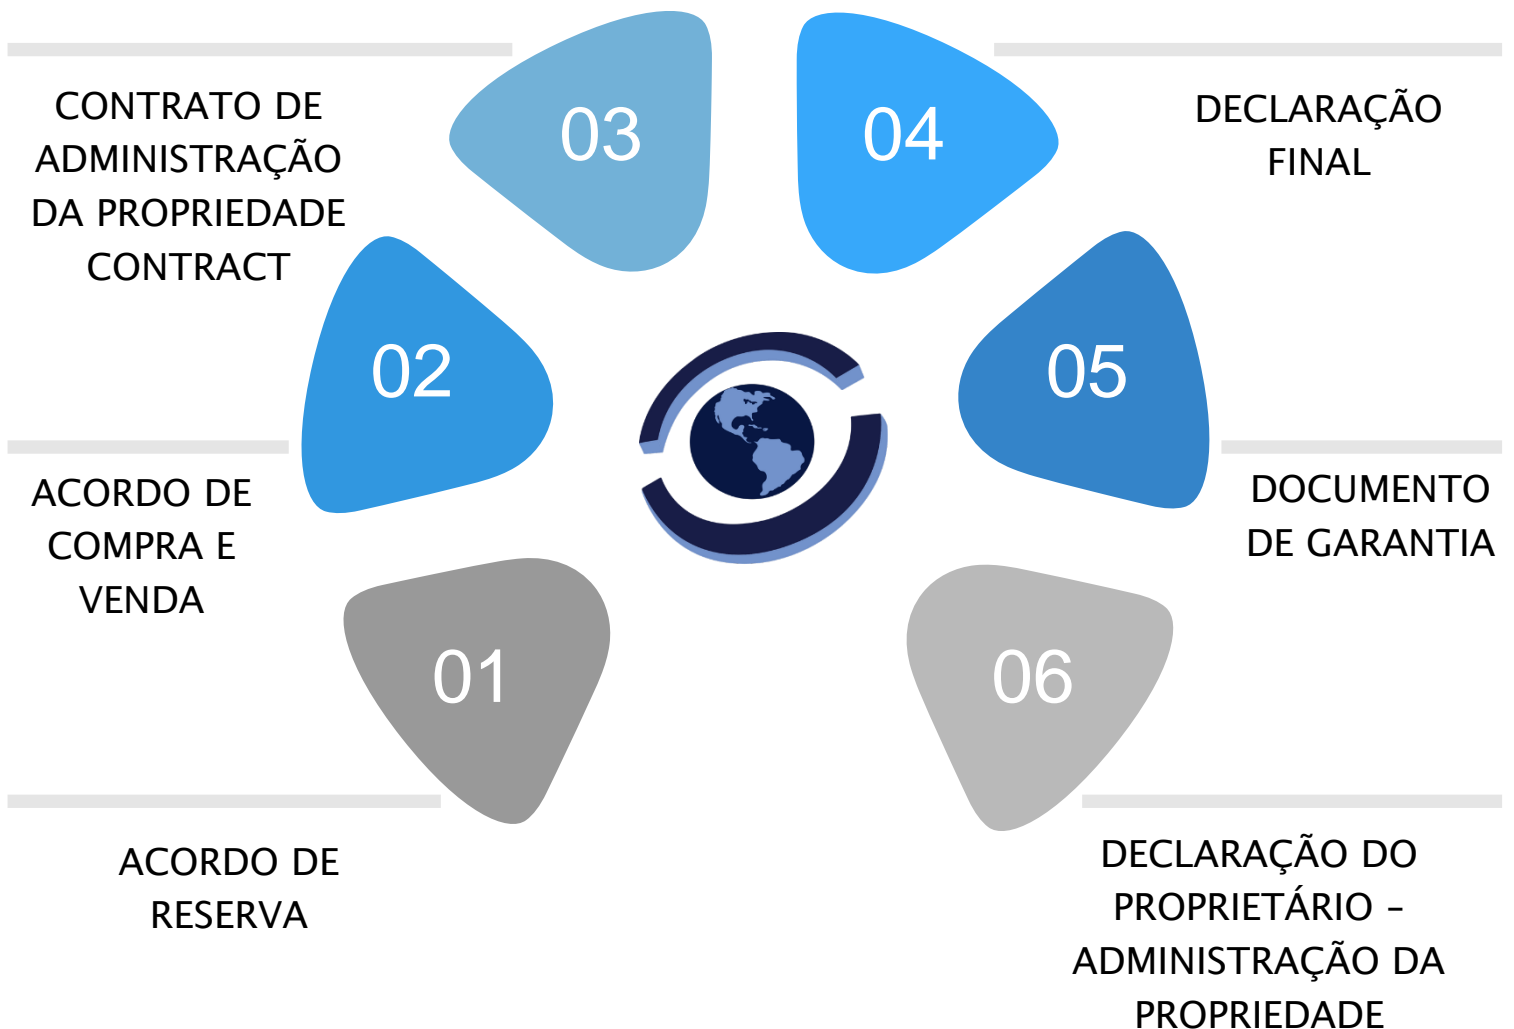 03
CONTRATO DE
ADMINISTRAÇÃO
DA PROPRIEDADE
CONTRACT
04
DECLARAÇÃO
FINAL
02
ACORDO DE
COMPRA E
VENDA
05
DOCUMENTO
DE GARANTIA
01
ACORDO DE
RESERVA
06
DECLARAÇÃO DO
PROPRIETÁRIO –
ADMINISTRAÇÃO DA
PROPRIEDADE